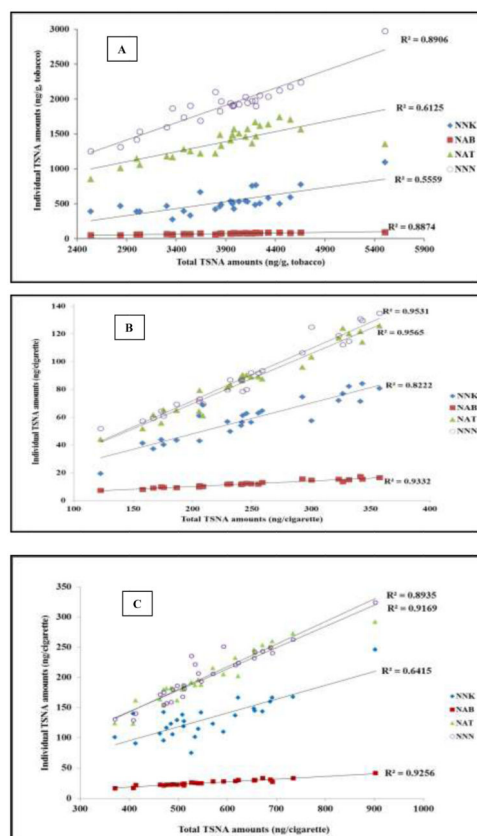 A
R² = 0.8906
R² = 0.6125
R² = 0.5559
R² = 0.8874
NNK
NAB
NAT
NNN
Individual TSNA amounts (ng/g, tobacco)
3000
2500
2000
1500
1000
500
0
2400 2900 3400 3900 4400 4900 5400 5900
Total TSNA amounts (ng/g, tobacco)
B
R² = 0.9531
R² = 0.9565
R² = 0.8222
R² = 0.9332
NNK
NAB
NAT
NNN
Individual TSNA amounts (ng/cigarette)
140
120
100
80
60
40
20
0
100 150 200 250 300 350 400
Total TSNA amounts (ng/cigarette)
C
R² = 0.8935
R² = 0.9169
R² = 0.6415
R² = 0.9256
NNK
NAB
NAT
NNN
Individual TSNA amounts (ng/cigarette)
350
300
250
200
150
100
50
0
300 400 500 600 700 800 900 1000
Total TSNA amounts (ng/cigarette)